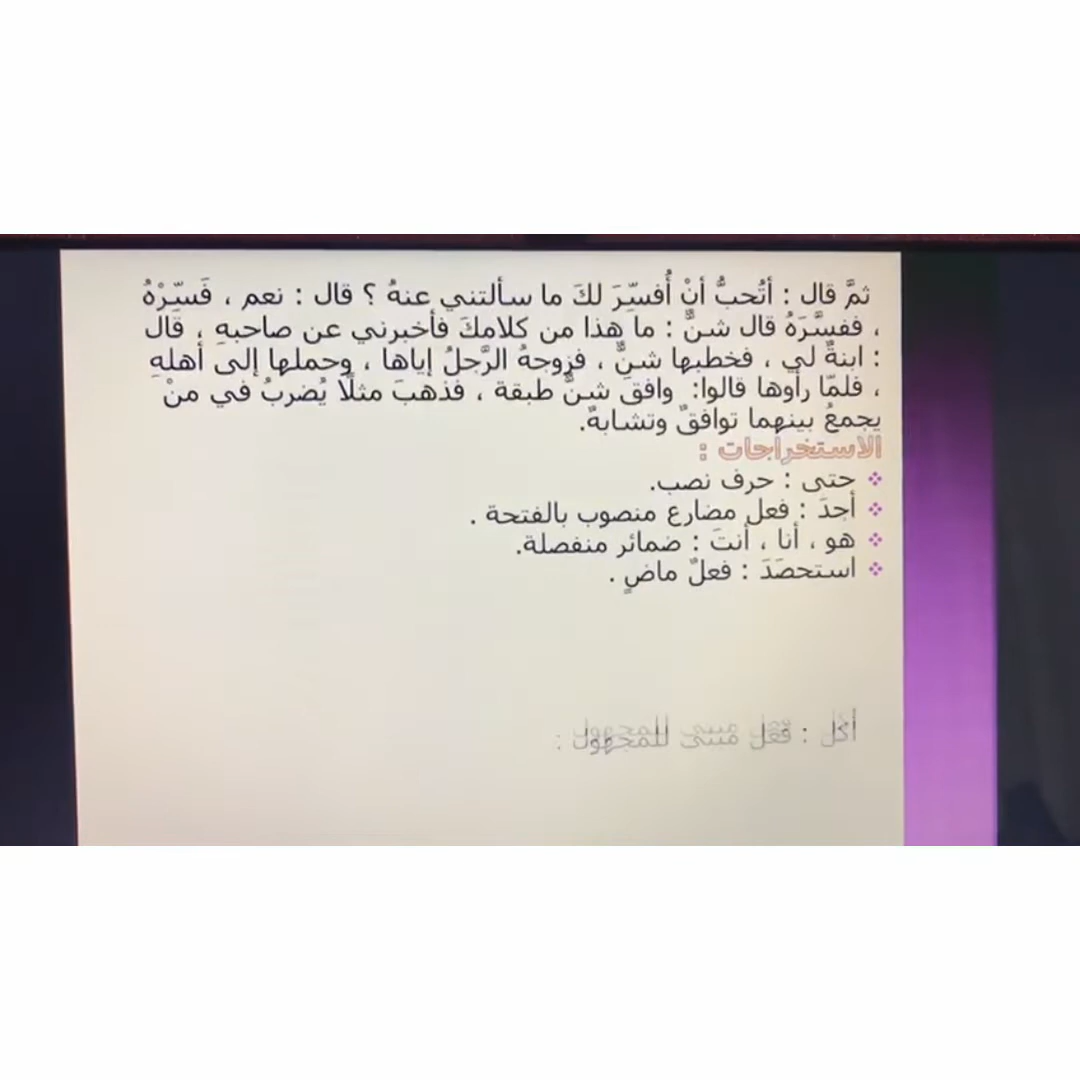 ثمَّ قال : أتُحبُّ أنْ أُفسِّرَ لكَ ما سألتني عنهُ ؟ قال : نعم ، فَسِّرْهُ
، ففسَّرَهُ قال شنٌّ : ما هذا من كلامكَ فأخبرني عن صاحبهِ ، قال
: ابنةٌ لي ، فخطبها شنٌّ ، فزوجهُ الرَّجلُ إياها ، وحملها إلى أهلهِ
، فلمّا رأوها قالوا: وافقَ شنٌّ طبقة ، فذهبَ مثلًا يُضربُ في منْ
يجمعُ بينهما توافقٌ وتشابهٌ.
الاستخراجات :
حتى : حرف نصب.
أجدَ : فعل مضارع منصوب بالفتحة .
هو ، أنا ، أنتَ : ضمائر منفصلة.
استحصَدَ : فعلٌ ماضٍ .
أكل : فعل مبني للمجهول :